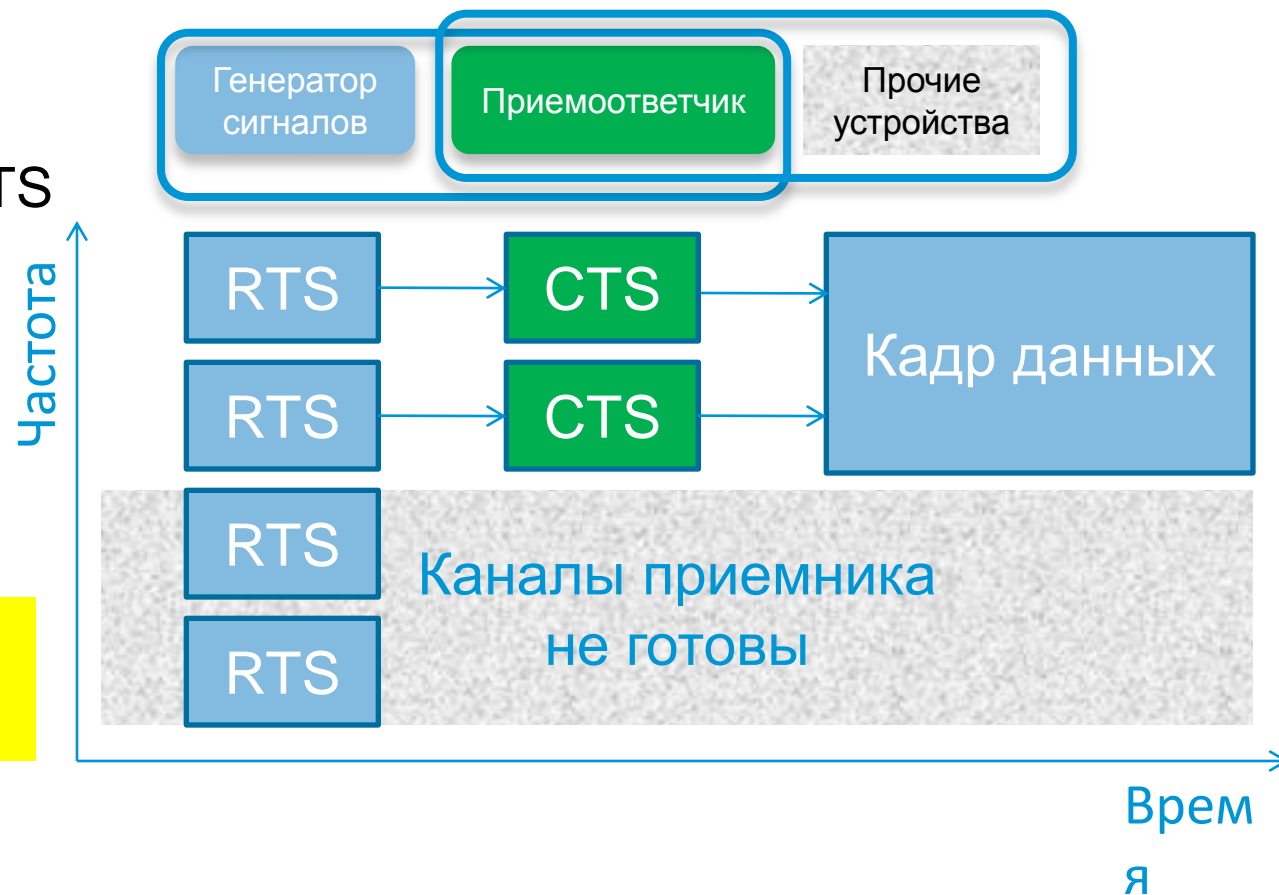 Генератор
сигналов
Приемоответчик
Прочие
устройства
TS
Частота
RTS
CTS
Кадр данных
RTS
CTS
RTS
Каналы приемника
не готовы
RTS
Врем
я